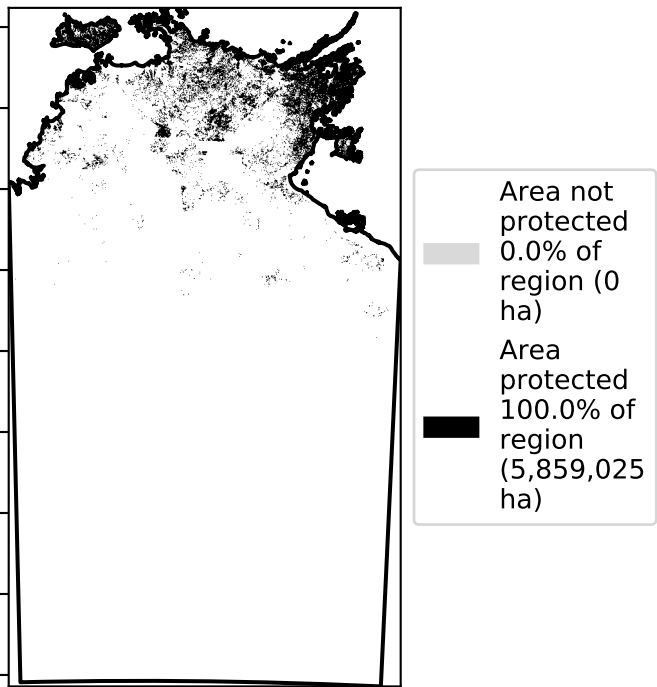 Area not
protected
0.0% of
region (0
ha)
Area
protected
100.0% of
region
(5,859,025
ha)